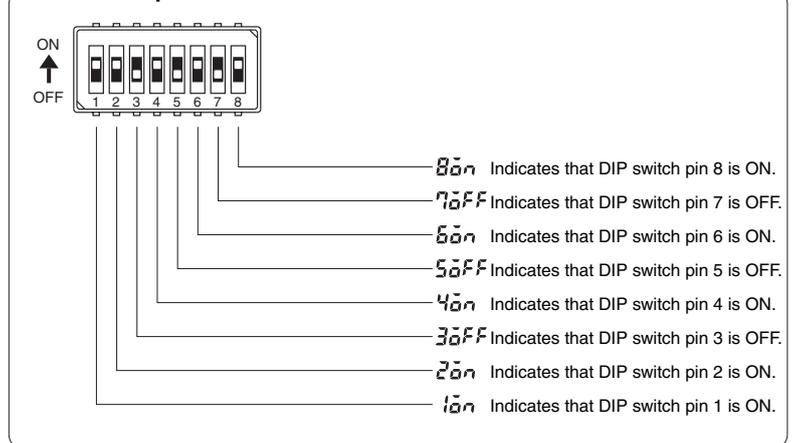 ON
OFF
1 2 3 4 5 6 7 8
8on Indicates that DIP switch pin 8 is ON.
7oFF Indicates that DIP switch pin 7 is OFF.
6on Indicates that DIP switch pin 6 is ON.
5oFF Indicates that DIP switch pin 5 is OFF.
4on Indicates that DIP switch pin 4 is ON.
3oFF Indicates that DIP switch pin 3 is OFF.
2on Indicates that DIP switch pin 2 is ON.
1on Indicates that DIP switch pin 1 is ON.